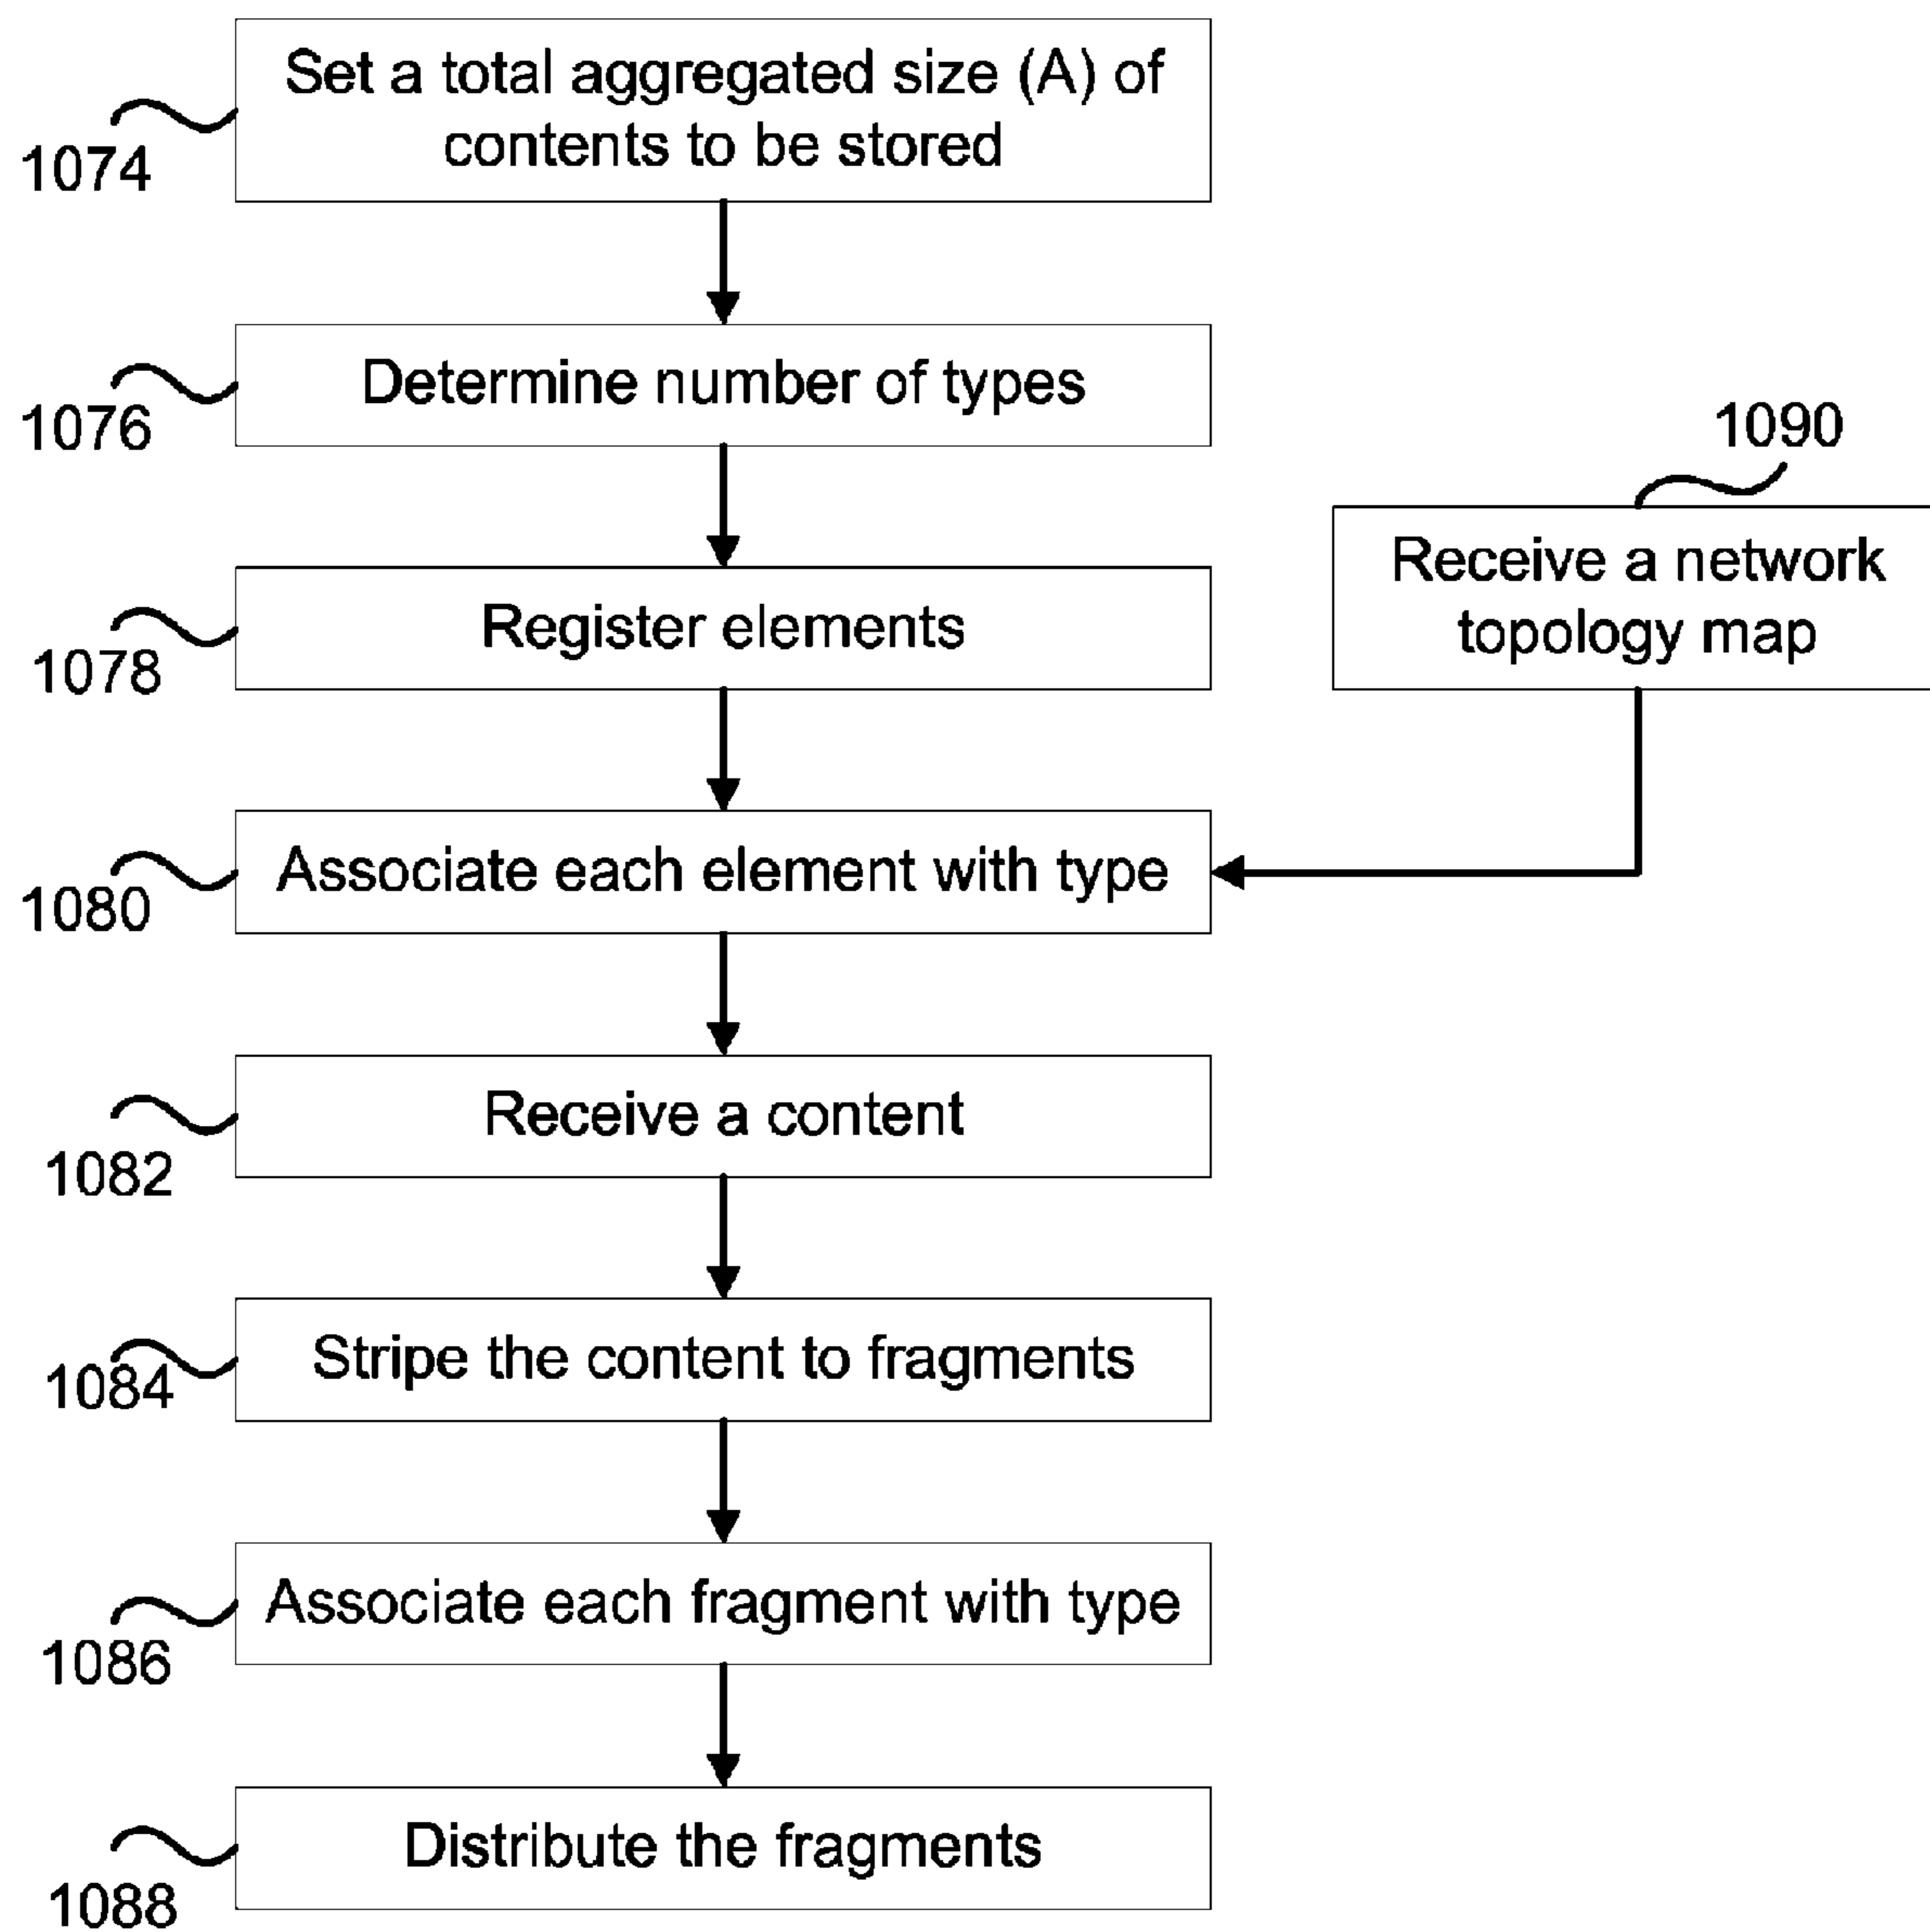 Set a total aggregated size (A) of
contents to be stored
1074
Determine number of types
1076
1090
Receive a network
topology map
Register elements
1078
Associate each element with type
1080
Receive a content
1082
Stripe the content to fragments
1084
Associate each fragment with type
1086
Distribute the fragments
1088